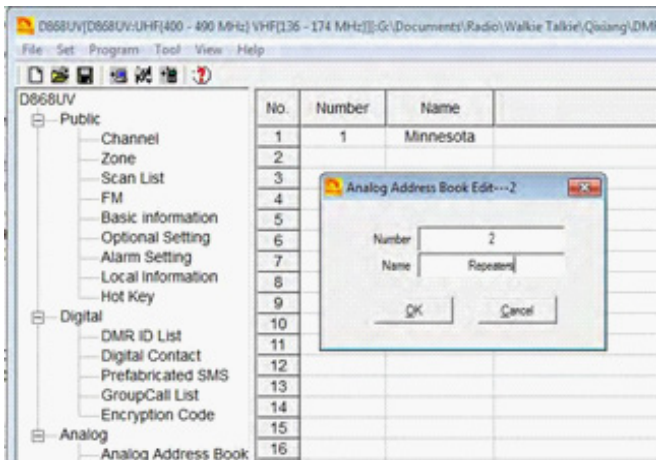 D868UV[D868UV:UHF{400 - 490 MHz} VHF{136 - 174 MHz}]]:G:\Documents\Radio\Walkie Talkie\Qixiang\DMR
File Set Program Tool View Help
D868UV
Public
Channel
Zone
Scan List
FM
Basic information
Optional Setting
Alarm Setting
Local Information
Hot Key
Digital
DMR ID List
Digital Contact
Prefabricated SMS
GroupCall List
Encryption Code
Analog
Analog Address Book
No. Number Name
1 1 Minnesota
2
3
4
5
6
7
8
9
10
11
12
13
14
15
16
Analog Address Book Edit---2
Number 2
Name Repeaters
OK Cancel